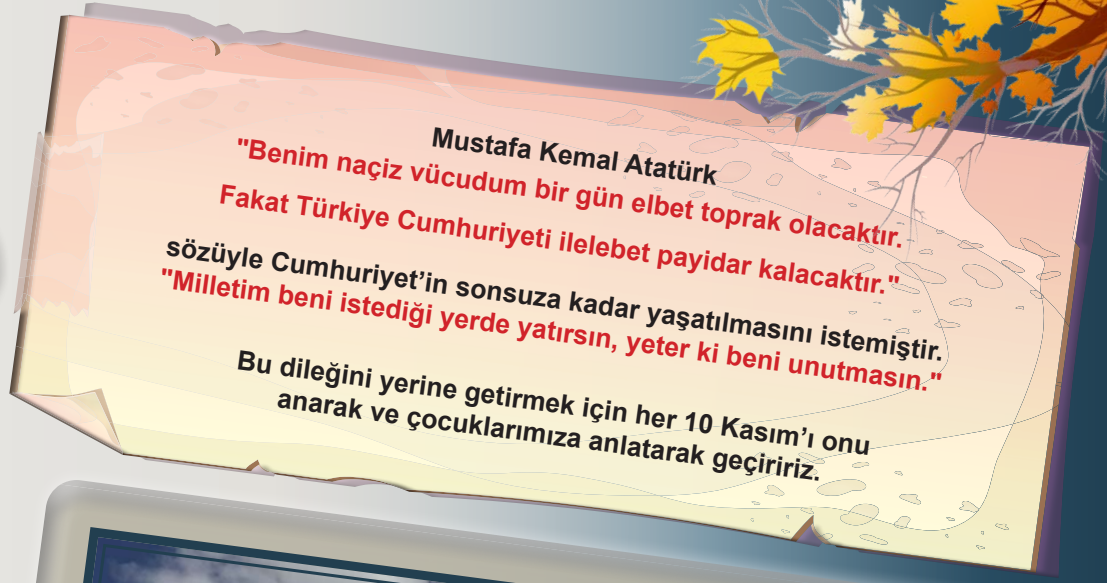 Mustafa Kemal Atatürk
"Benim naçiz vücudum bir gün elbet toprak olacaktır.
Fakat Türkiye Cumhuriyeti ilelebet payidar kalacaktır."
sözüyle Cumhuriyet’in sonsuza kadar yaşatılmasını istemiştir.
"Milletim beni istediği yerde yatırsın, yeter ki beni unutmasın."
Bu dileğini yerine getirmek için her 10 Kasım’ı onu
anarak ve çocuklarımıza anlatarak geçiririz.